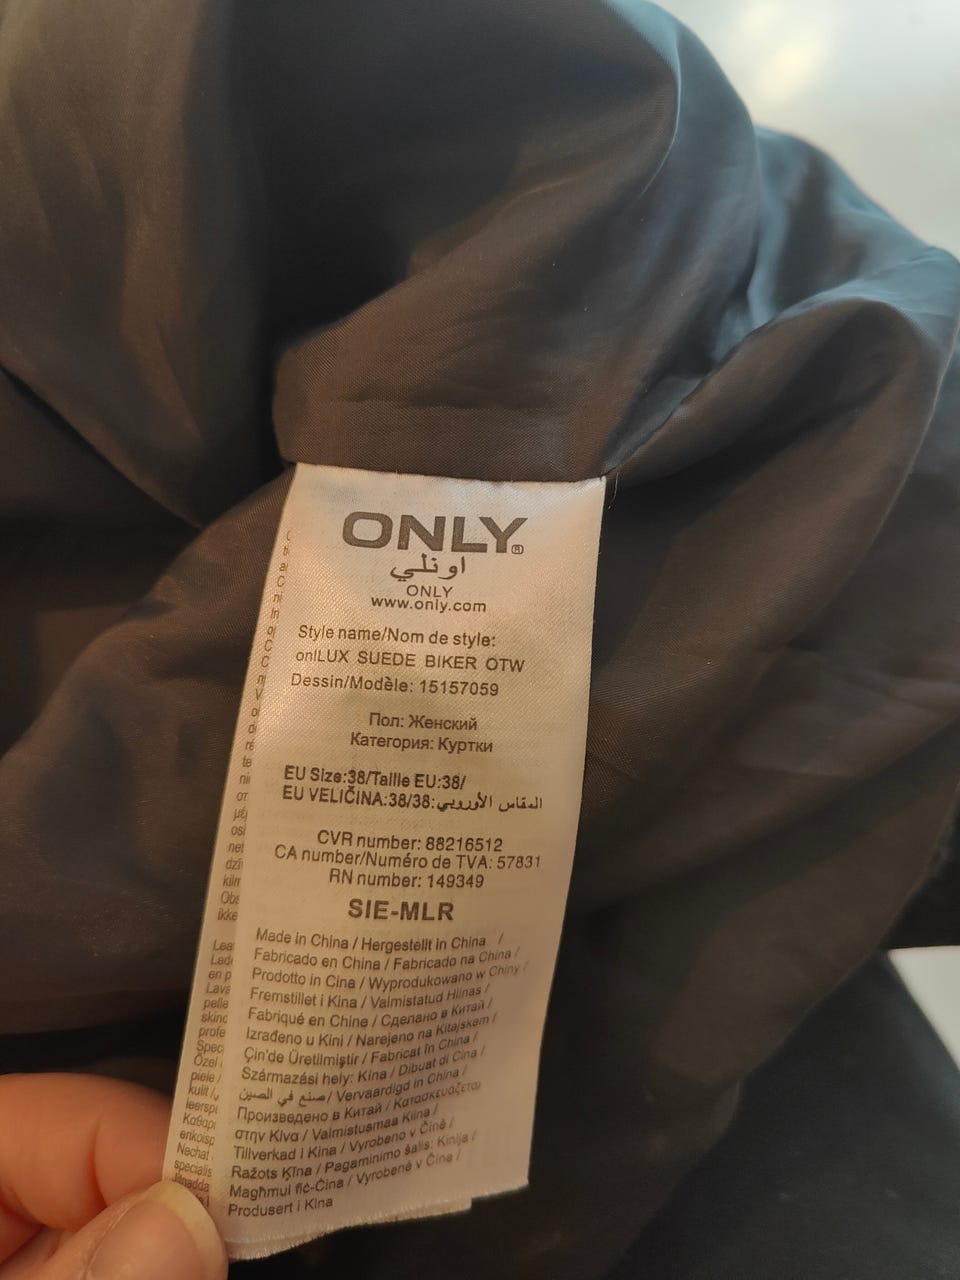 ONLY®
اونلي
ONLY
www.only.com
Style name/Nom de style:
onlLUX SUEDE BIKER OTW
Dessin/Modèle: 15157059
Пол: Женский
Категория: Куртки
EU Size:38/Taille EU:38/
EU VELIČINA:38/38:المقاس الأوروبي
CVR number: 88216512
CA number/Numéro de TVA: 57831
RN number: 149349
SIE-MLR
Made in China / Hergestellt in China /
Fabricado en China / Fabricado na China /
Prodotto in Cina / Wyprodukowano w Chiny /
Fremstillet i Kina / Valmistatud Hiinas /
Fabriqué en Chine / Сделано в Китай /
Izrađeno u Kini / Narejeno na Kitajskem /
Çin'de Üretilmiştir / Fabricat în China /
Származási hely: Kína / Dibuat di Cina /
صنع في الصين / Vervaardigd in China /
Произведено в Китай / Κατασκευάζεται
στην Κίνα / Valmistusmaa Kiina /
Tillverkad i Kina / Vyrobeno v Číně /
Ražots Ķīna / Pagaminimo šalis: Kinija /
Magħmul fiċ-Ċina / Vyrobené v Číne /
Produsert i Kina